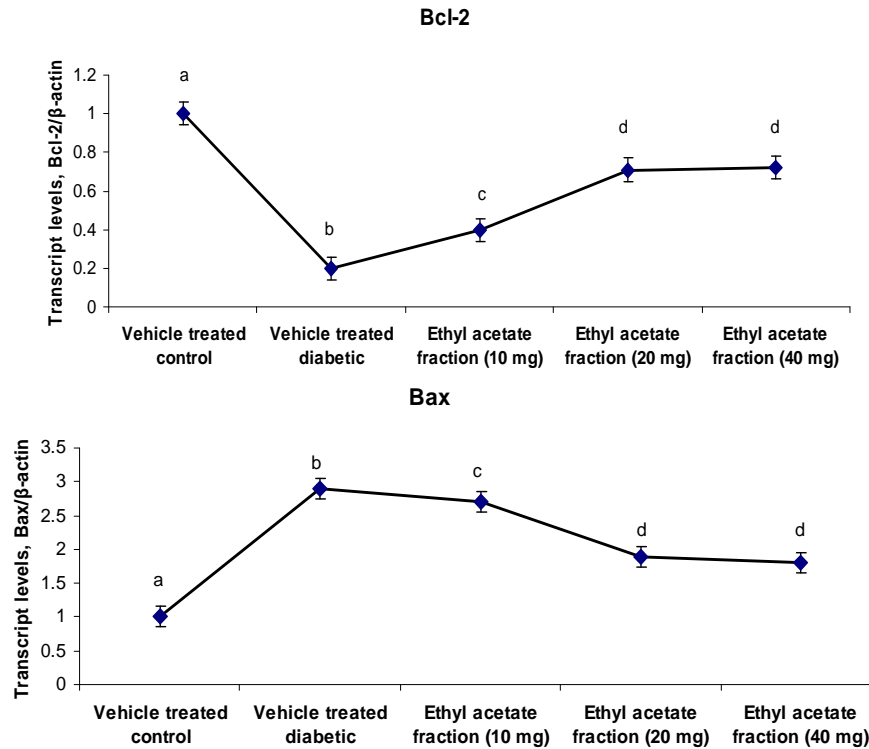 Bcl-2
Transcript levels, Bcl-2/β-actin
1.2
1
0.8
0.6
0.4
0.2
0
a
b
c
d
d
Vehicle treated
control
Vehicle treated
diabetic
Ethyl acetate
fraction (10 mg)
Ethyl acetate
fraction (20 mg)
Ethyl acetate
fraction (40 mg)
Bax
Transcript levels, Bax/β-actin
3.5
3
2.5
2
1.5
1
0.5
0
a
b
c
d
d
Vehicle treated
control
Vehicle treated
diabetic
Ethyl acetate
fraction (10 mg)
Ethyl acetate
fraction (20 mg)
Ethyl acetate
fraction (40 mg)